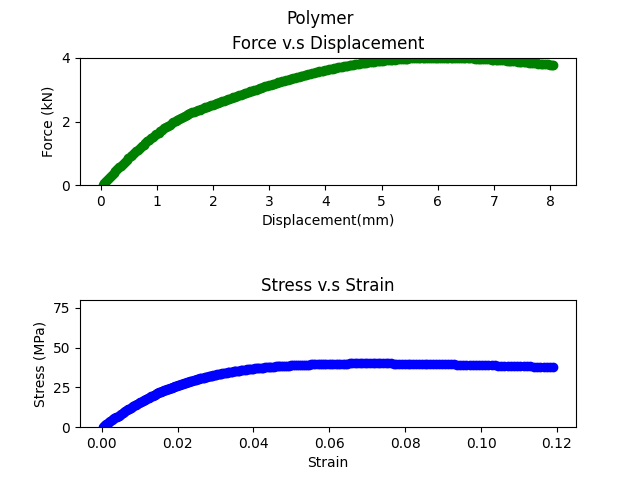 Polymer
Force v.s Displacement
4
2
0
Force (kN)
0 1 2 3 4 5 6 7 8
Displacement(mm)
Stress v.s Strain
75
50
25
0
Stress (MPa)
0.00 0.02 0.04 0.06 0.08 0.10 0.12
Strain